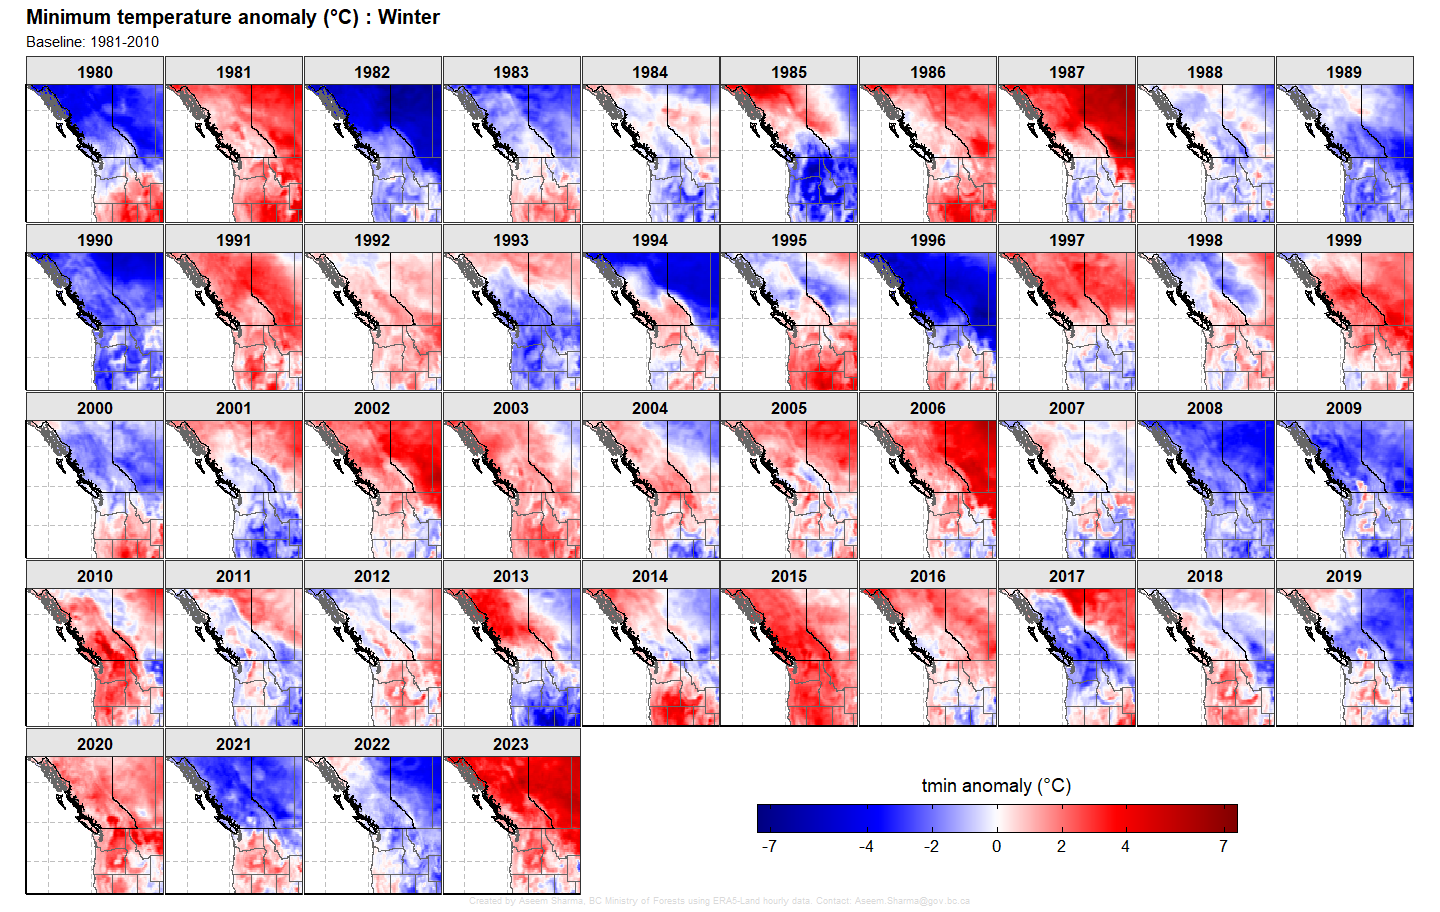 Minimum temperature anomaly (°C) : Winter
Baseline: 1981-2010
1980 1981 1982 1983 1984 1985 1986 1987 1988 1989
1990 1991 1992 1993 1994 1995 1996 1997 1998 1999
2000 2001 2002 2003 2004 2005 2006 2007 2008 2009
2010 2011 2012 2013 2014 2015 2016 2017 2018 2019
2020 2021 2022 2023
tmin anomaly (°C)
-7 -4 -2 0 2 4 7
Created by Aseem Sharma, BC Ministry of Forests using ERA5-Land hourly data. Contact: Aseem.Sharma@gov.bc.ca